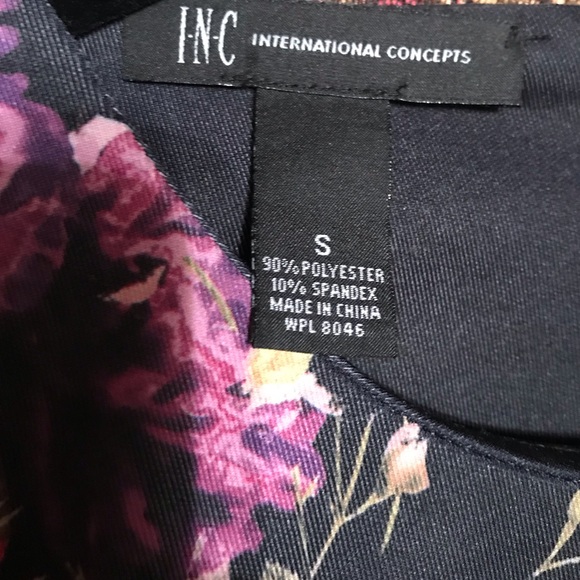 I·N·C INTERNATIONAL CONCEPTS
S
90% POLYESTER
10% SPANDEX
MADE IN CHINA
WPL 8046